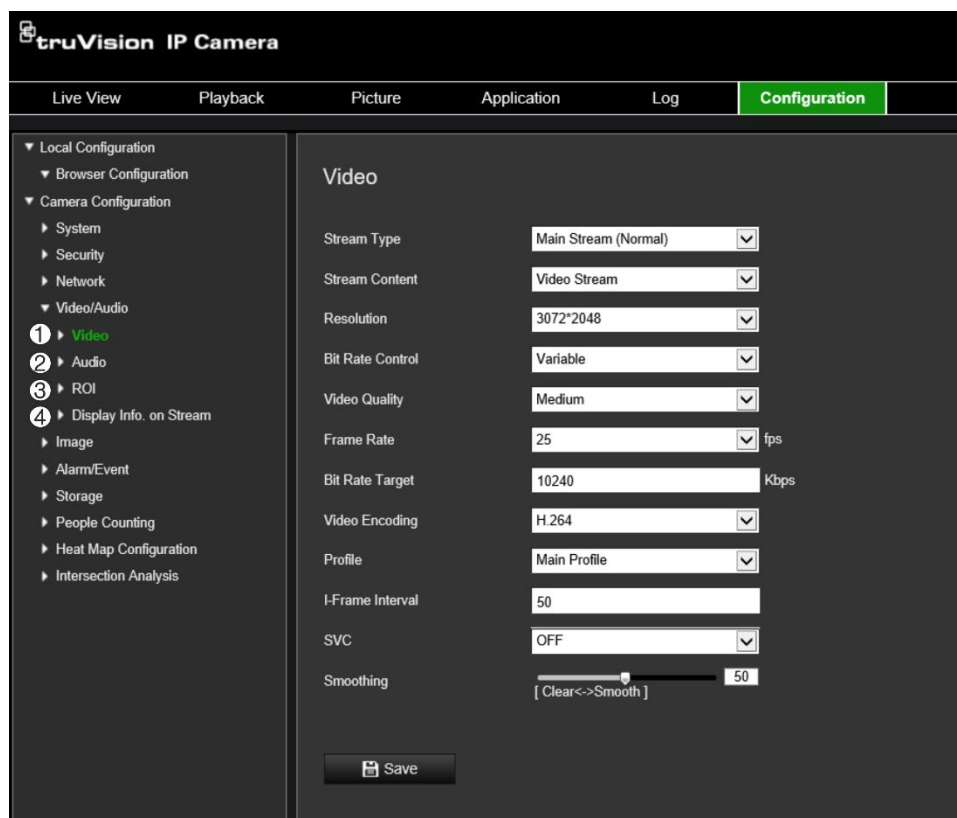 truVision IP Camera
Live View Playback Picture Application Log Configuration
Local Configuration
Browser Configuration
Camera Configuration
System
Security
Network
Video/Audio
1 Video
2 Audio
3 ROI
4 Display Info. on Stream
Image
Alarm/Event
Storage
People Counting
Heat Map Configuration
Intersection Analysis
Video
Stream Type Main Stream (Normal)
Stream Content Video Stream
Resolution 3072*2048
Bit Rate Control Variable
Video Quality Medium
Frame Rate 25 fps
Bit Rate Target 10240 Kbps
Video Encoding H.264
Profile Main Profile
I-Frame Interval 50
SVC OFF
Smoothing 50
[ Clear<->Smooth ]
Save